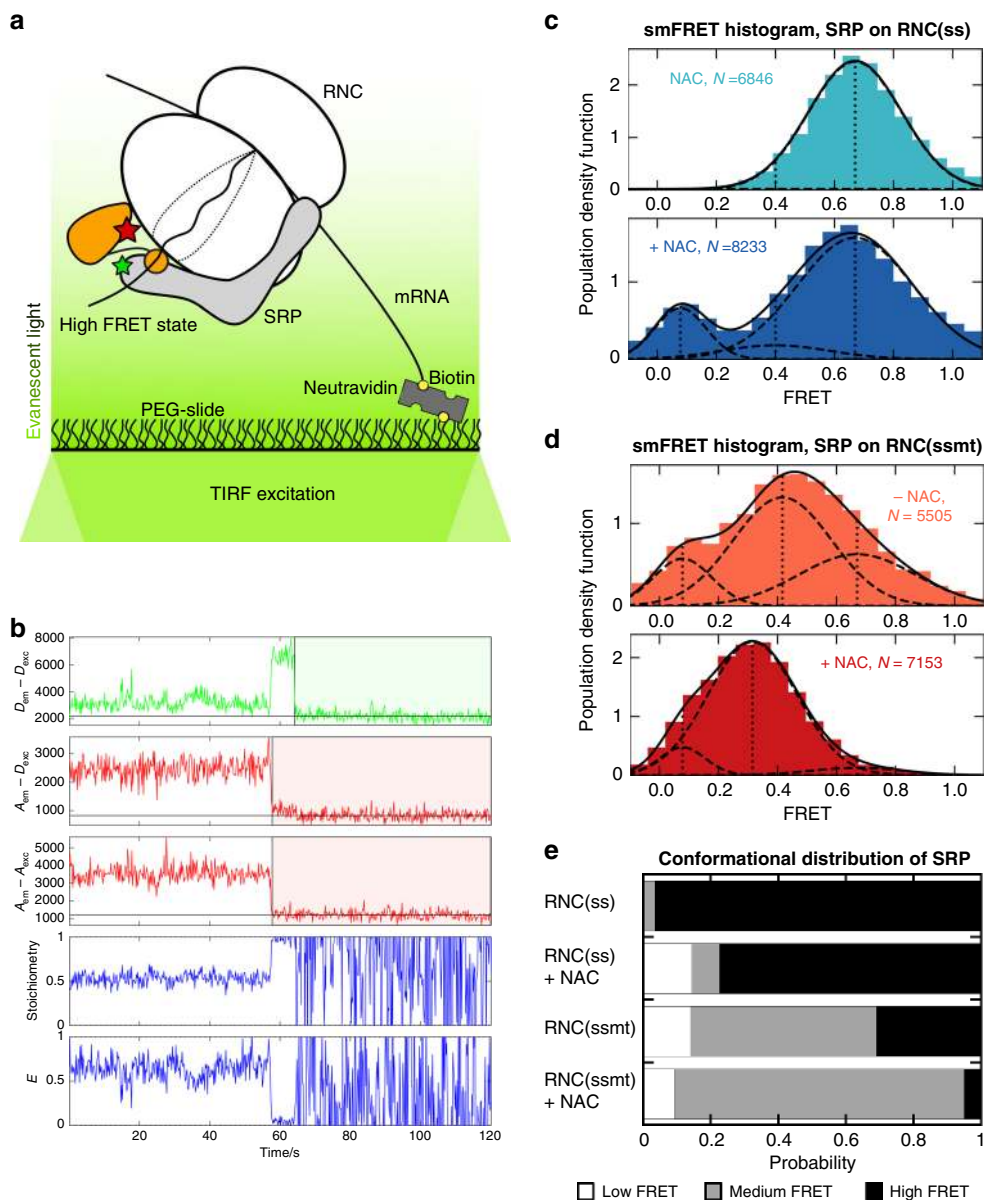 a
RNC
High FRET state
SRP
mRNA
Neutravidin
Biotin
PEG-slide
Evanescent light
TIRF excitation
b
8000
6000
4000
2000
D_em – D_exc
3000
2000
1000
A_em – D_exc
5000
4000
3000
2000
1000
A_em – A_exc
1
0.5
0
Stoichiometry
1
0.5
0
E
20 40 60 80 100 120
Time/s
c
smFRET histogram, SRP on RNC(ss)
NAC, N=6846
2
1
0
0.0 0.2 0.4 0.6 0.8 1.0
+ NAC, N=8233
1
0
0.0 0.2 0.4 0.6 0.8 1.0
FRET
Population density function
d
smFRET histogram, SRP on RNC(ssmt)
– NAC,
N = 5505
1
0
0.0 0.2 0.4 0.6 0.8 1.0
+ NAC, N = 7153
2
1
0
0.0 0.2 0.4 0.6 0.8 1.0
FRET
Population density function
e
Conformational distribution of SRP
RNC(ss)
RNC(ss)
+ NAC
RNC(ssmt)
RNC(ssmt)
+ NAC
0 0.2 0.4 0.6 0.8 1
Probability
Low FRET Medium FRET High FRET